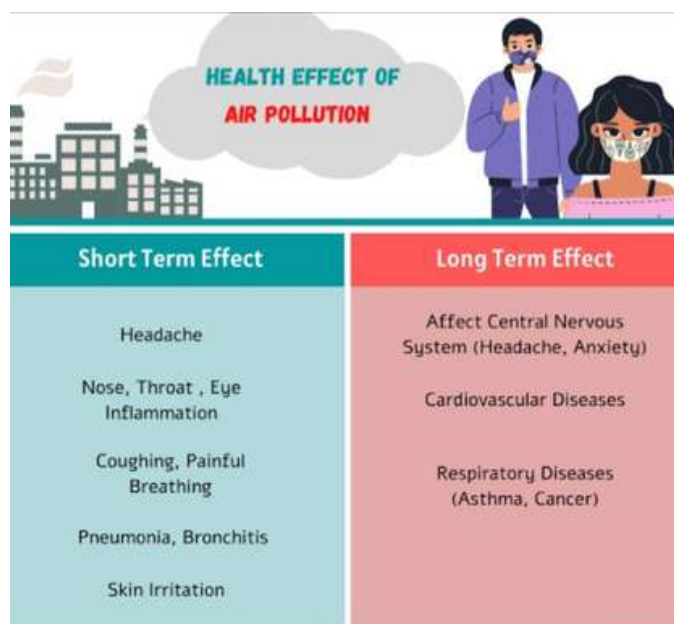 HEALTH EFFECT OF
AIR POLLUTION
Short Term Effect
Headache
Nose, Throat , Eye
Inflammation
Coughing, Painful
Breathing
Pneumonia, Bronchitis
Skin Irritation
Long Term Effect
Affect Central Nervous
System (Headache, Anxiety)
Cardiovascular Diseases
Respiratory Diseases
(Asthma, Cancer)